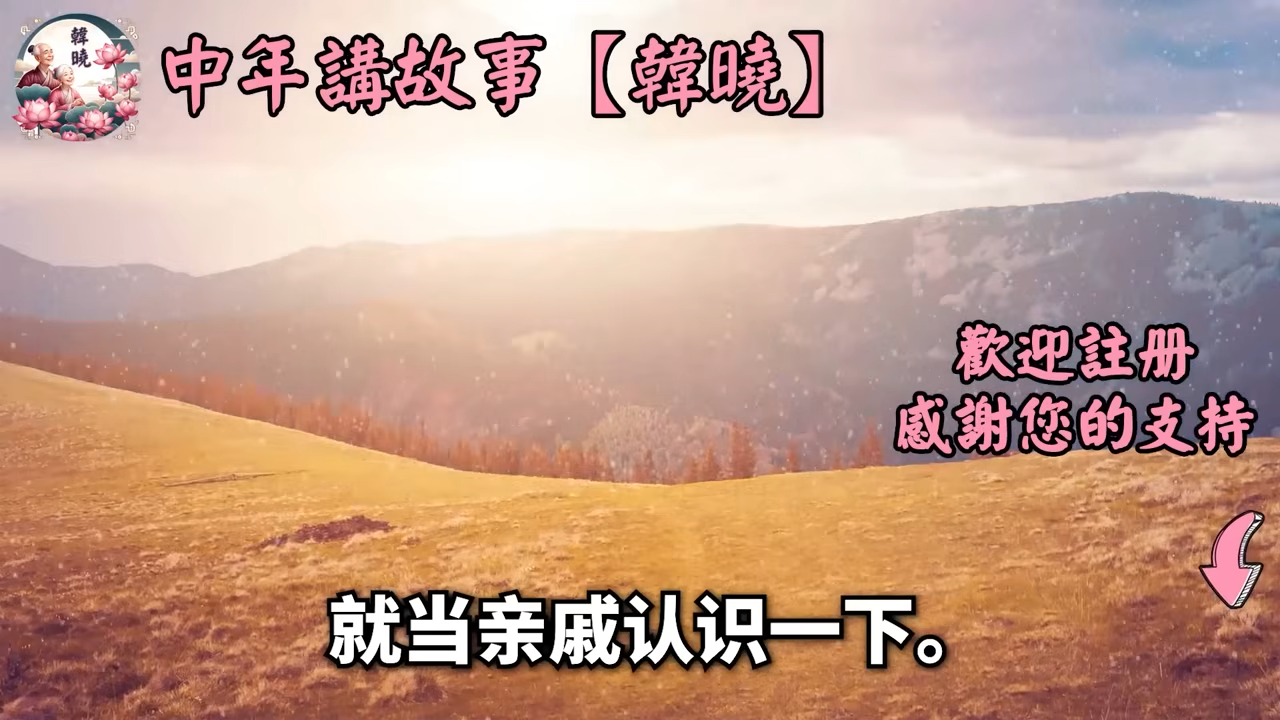 韓
曉
中年講故事【韓曉】
歡迎註册
感謝您的支持
就当亲戚认识一下。